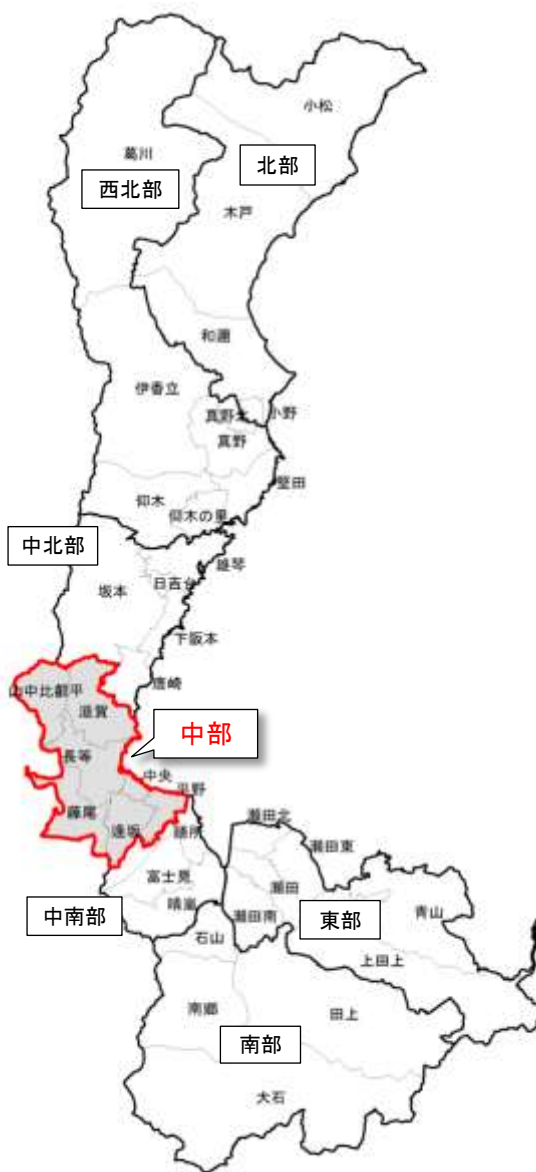 小松
葛川
北部
西北部
木戸
和邇
伊香立
真野北
小野
真野
堅田
仰木
仰木の里
中北部
雄琴
日吉台
坂本
下阪本
唐崎
山中比叡平
滋賀
中部
長等
中央
平野
藤尾
逢坂
膳所
瀬田北
瀬田東
富士見
瀬田
晴嵐
瀬田南
青山
中南部
東部
石山
上田上
南郷
田上
南部
大石